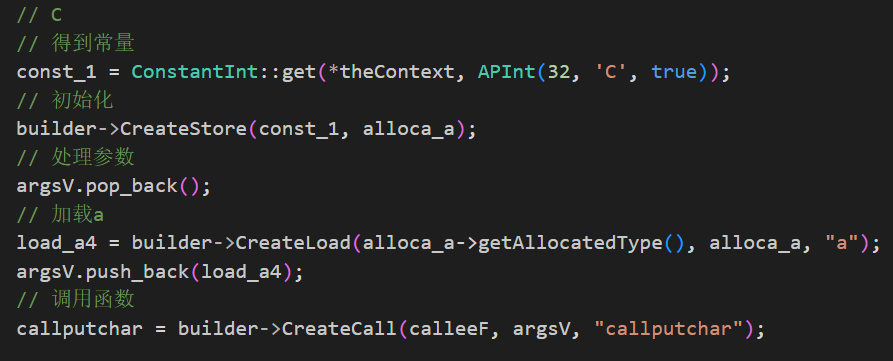 // C
// 得到常量
const_1 = ConstantInt::get(*theContext, APInt(32, 'C', true));
// 初始化
builder->CreateStore(const_1, alloca_a);
// 处理参数
argsV.pop_back();
// 加载a
load_a4 = builder->CreateLoad(alloca_a->getAllocatedType(), alloca_a, "a");
argsV.push_back(load_a4);
// 调用函数
callputchar = builder->CreateCall(calleeF, argsV, "callputchar");